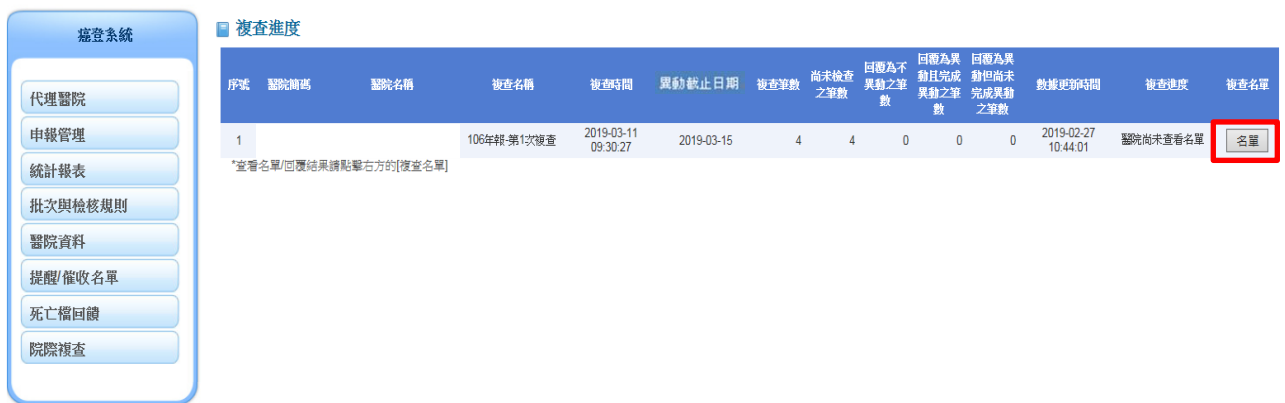 癌登系統
代理醫院
申報管理
統計報表
批次與檢核規則
醫院資料
提醒/催收名單
死亡檔回饋
院際複查
複查進度
序號 醫院簡碼 醫院名稱 複查名稱 複查時間 異動截止日期 複查筆數 尚未檢查之筆數 回覆為不異動之筆數 回覆為異動且完成異動之筆數 回覆為異動但尚未完成異動之筆數 數據更新時間 複查進度 複查名單
1 106年報-第1次複查 2019-03-11 09:30:27 2019-03-15 4 4 0 0 0 2019-02-27 10:44:01 醫院尚未查看名單 名單
*查看名單/回覆結果請點擊右方的[複查名單]